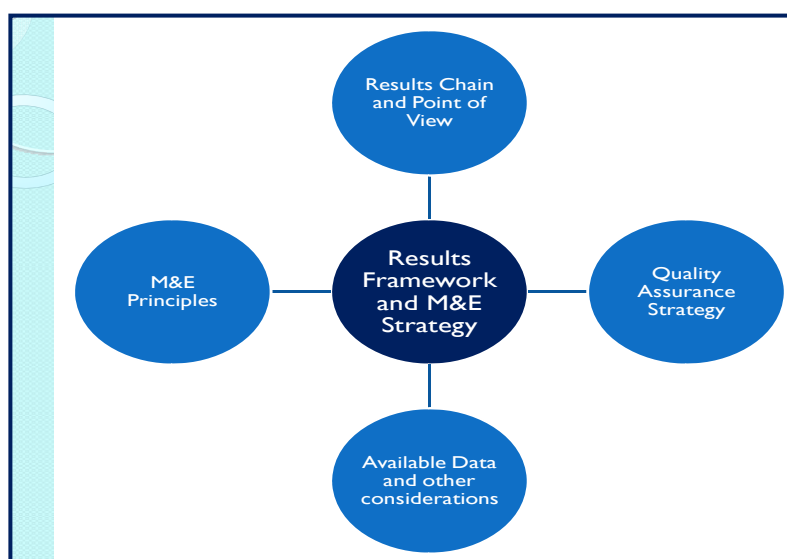 Results Chain
and Point of
View
M&E
Principles
Results
Framework
and M&E
Strategy
Quality
Assurance
Strategy
Available Data
and other
considerations